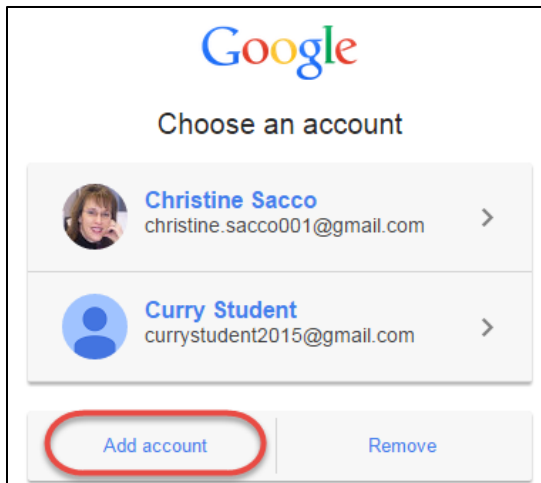 Google
Choose an account
Christine Sacco
christine.sacco001@gmail.com
Curry Student
currystudent2015@gmail.com
Add account
Remove